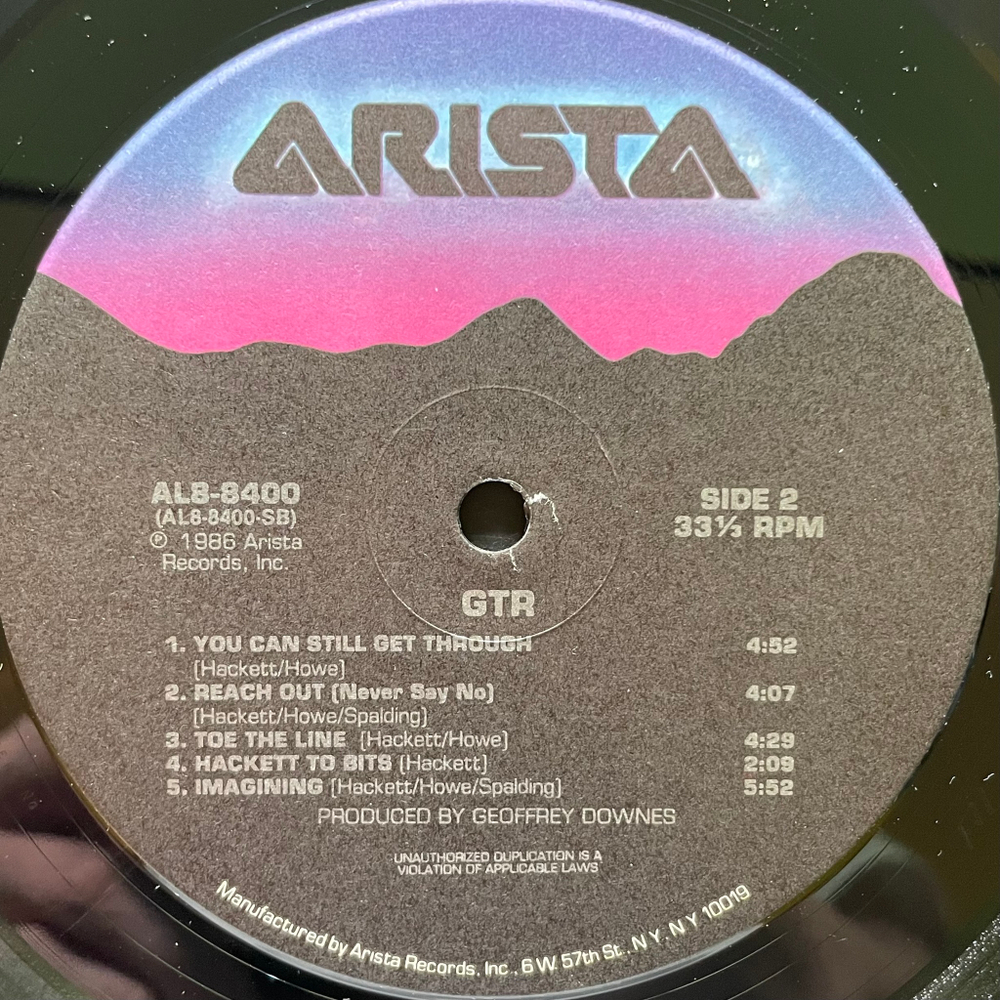 ARISTA
AL8-8400
(AL8-8400-SB)
Ⓟ 1986 Arista
Records, Inc.
SIDE 2
33⅓ RPM
GTR
1. YOU CAN STILL GET THROUGH 4:52
(Hackett/Howe)
2. REACH OUT (Never Say No) 4:07
(Hackett/Howe/Spalding)
3. TOE THE LINE (Hackett/Howe) 4:29
4. HACKETT TO BITS (Hackett) 2:09
5. IMAGINING (Hackett/Howe/Spalding) 5:52
PRODUCED BY GEOFFREY DOWNES
UNAUTHORIZED DUPLICATION IS A
VIOLATION OF APPLICABLE LAWS
Manufactured by Arista Records, Inc., 6 W. 57th St., N.Y. N.Y. 10019